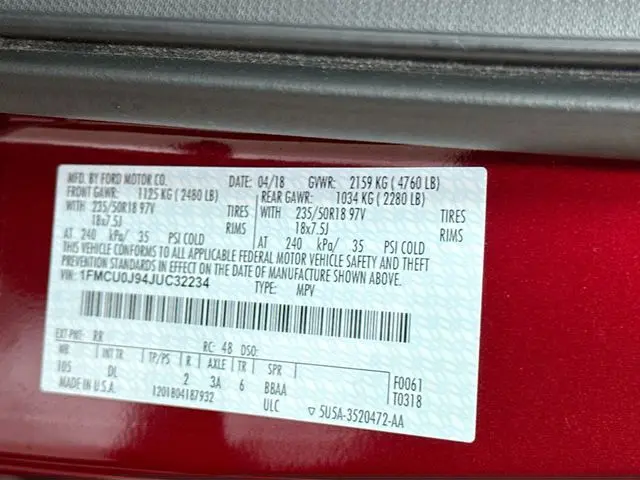 MFD. BY FORD MOTOR CO. DATE: 04/18 GVWR: 2159 KG ( 4760 LB)
FRONT GAWR: 1125 KG ( 2480 LB) REAR GAWR: 1034 KG ( 2280 LB)
WITH 235/50R18 97V TIRES WITH 235/50R18 97V TIRES
18x7.5J RIMS 18x7.5J RIMS
AT 240 kPa/ 35 PSI COLD AT 240 kPa/ 35 PSI COLD
THIS VEHICLE CONFORMS TO ALL APPLICABLE FEDERAL MOTOR VEHICLE SAFETY AND THEFT
PREVENTION STANDARDS IN EFFECT ON THE DATE OF MANUFACTURE SHOWN ABOVE.
VIN: 1FMCU0J94JUC32234 TYPE: MPV
EXT PNT: RR RC: 48 DSO:
WB INT TR TP/PS R AXLE TR SPR F0061
105 DL 2 3A 6 BBAA T0318
MADE IN U.S.A. 1201804187932 ULC ▽ 5U5A-3520472-AA